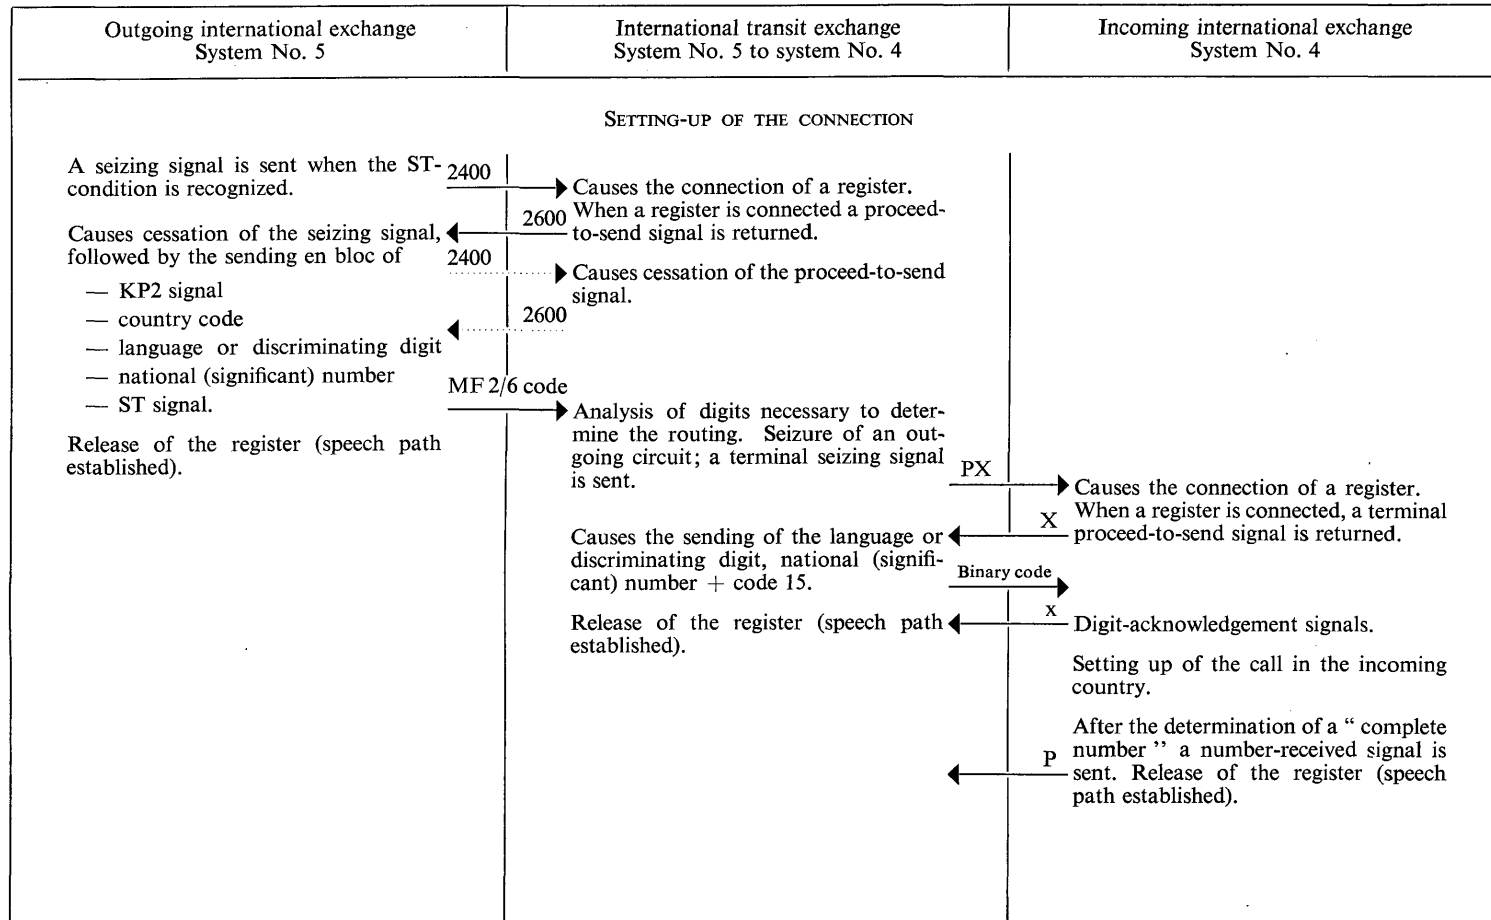 Outgoing international exchange
System No. 5
International transit exchange
System No. 5 to system No. 4
Incoming international exchange
System No. 4
SETTING-UP OF THE CONNECTION
A seizing signal is sent when the ST-
condition is recognized.
2400
Causes the connection of a register.
When a register is connected a proceed-
to-send signal is returned.
2600
Causes cessation of the seizing signal,
followed by the sending en bloc of
— KP2 signal
— country code
— language or discriminating digit
— national (significant) number
— ST signal.
2400
Causes cessation of the proceed-to-send
signal.
2600
MF 2/6 code
Release of the register (speech path
established).
Analysis of digits necessary to deter-
mine the routing. Seizure of an out-
going circuit; a terminal seizing signal
is sent.
PX
Causes the connection of a register.
When a register is connected, a terminal
proceed-to-send signal is returned.
X
Causes the sending of the language or
discriminating digit, national (signifi-
cant) number + code 15.
Binary code
x
Release of the register (speech path
established).
Digit-acknowledgement signals.
Setting up of the call in the incoming
country.
After the determination of a “ complete
number ” a number-received signal is
sent. Release of the register (speech
path established).
P